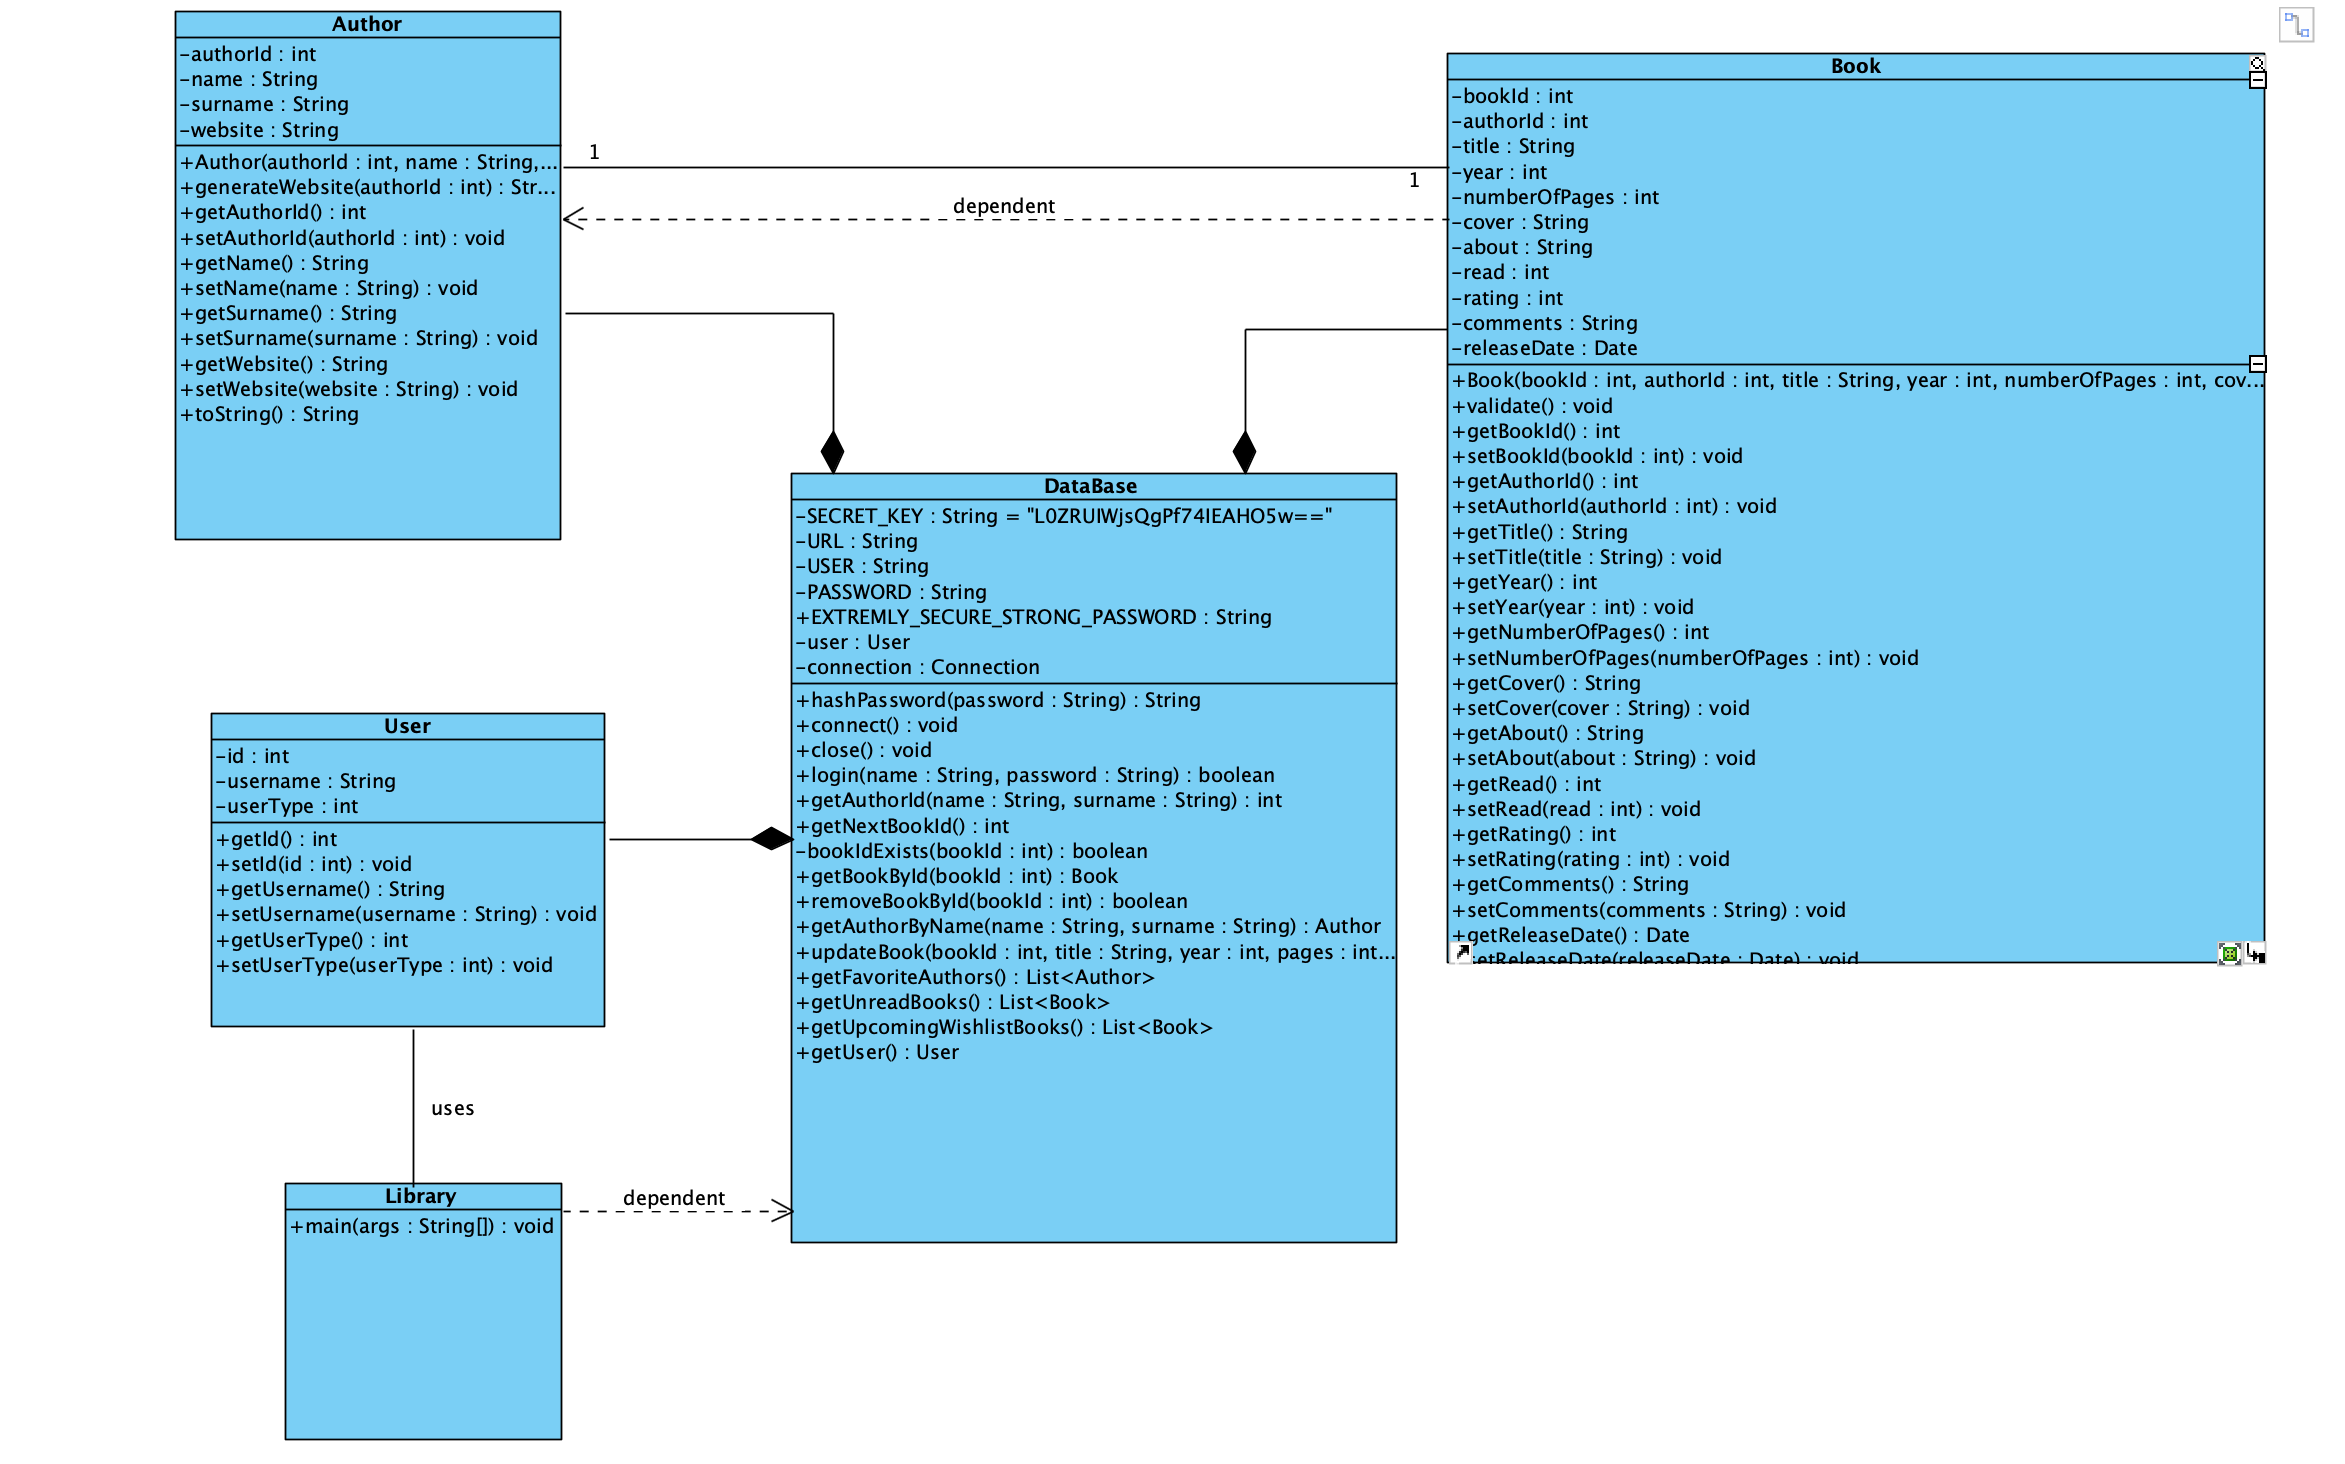 Author
-authorId : int
-name : String
-surname : String
-website : String
+Author(authorId : int, name : String,...
+generateWebsite(authorId : int) : Str...
+getAuthorId() : int
+setAuthorId(authorId : int) : void
+getName() : String
+setName(name : String) : void
+getSurname() : String
+setSurname(surname : String) : void
+getWebsite() : String
+setWebsite(website : String) : void
+toString() : String
1
1
dependent
Book
-bookId : int
-authorId : int
-title : String
-year : int
-numberOfPages : int
-cover : String
-about : String
-read : int
-rating : int
-comments : String
-releaseDate : Date
+Book(bookId : int, authorId : int, title : String, year : int, numberOfPages : int, cov...
+validate() : void
+getBookId() : int
+setBookId(bookId : int) : void
+getAuthorId() : int
+setAuthorId(authorId : int) : void
+getTitle() : String
+setTitle(title : String) : void
+getYear() : int
+setYear(year : int) : void
+getNumberOfPages() : int
+setNumberOfPages(numberOfPages : int) : void
+getCover() : String
+setCover(cover : String) : void
+getAbout() : String
+setAbout(about : String) : void
+getRead() : int
+setRead(read : int) : void
+getRating() : int
+setRating(rating : int) : void
+getComments() : String
+setComments(comments : String) : void
+getReleaseDate() : Date
setReleaseDate(releaseDate : Date) : void
DataBase
-SECRET_KEY : String = "L0ZRUlWjsQgPf74IEAHO5w=="
-URL : String
-USER : String
-PASSWORD : String
+EXTREMLY_SECURE_STRONG_PASSWORD : String
-user : User
-connection : Connection
+hashPassword(password : String) : String
+connect() : void
+close() : void
+login(name : String, password : String) : boolean
+getAuthorId(name : String, surname : String) : int
+getNextBookId() : int
-bookIdExists(bookId : int) : boolean
+getBookById(bookId : int) : Book
+removeBookById(bookId : int) : boolean
+getAuthorByName(name : String, surname : String) : Author
+updateBook(bookId : int, title : String, year : int, pages : int...
+getFavoriteAuthors() : List<Author>
+getUnreadBooks() : List<Book>
+getUpcomingWishlistBooks() : List<Book>
+getUser() : User
User
-id : int
-username : String
-userType : int
+getId() : int
+setId(id : int) : void
+getUsername() : String
+setUsername(username : String) : void
+getUserType() : int
+setUserType(userType : int) : void
uses
Library
+main(args : String[]) : void
dependent